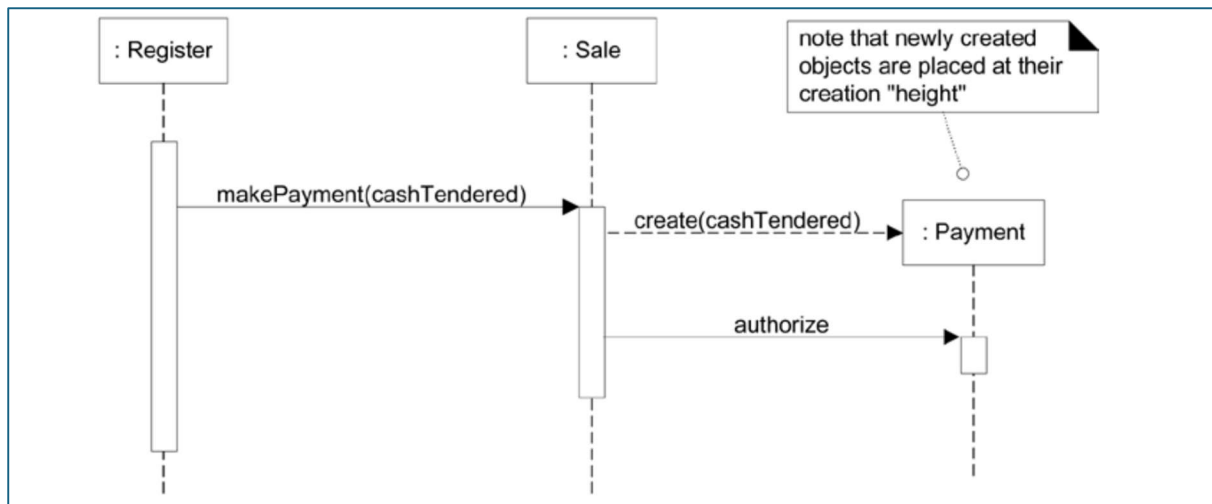 : Register
: Sale
note that newly created
objects are placed at their
creation "height"
makePayment(cashTendered)
create(cashTendered)
: Payment
authorize